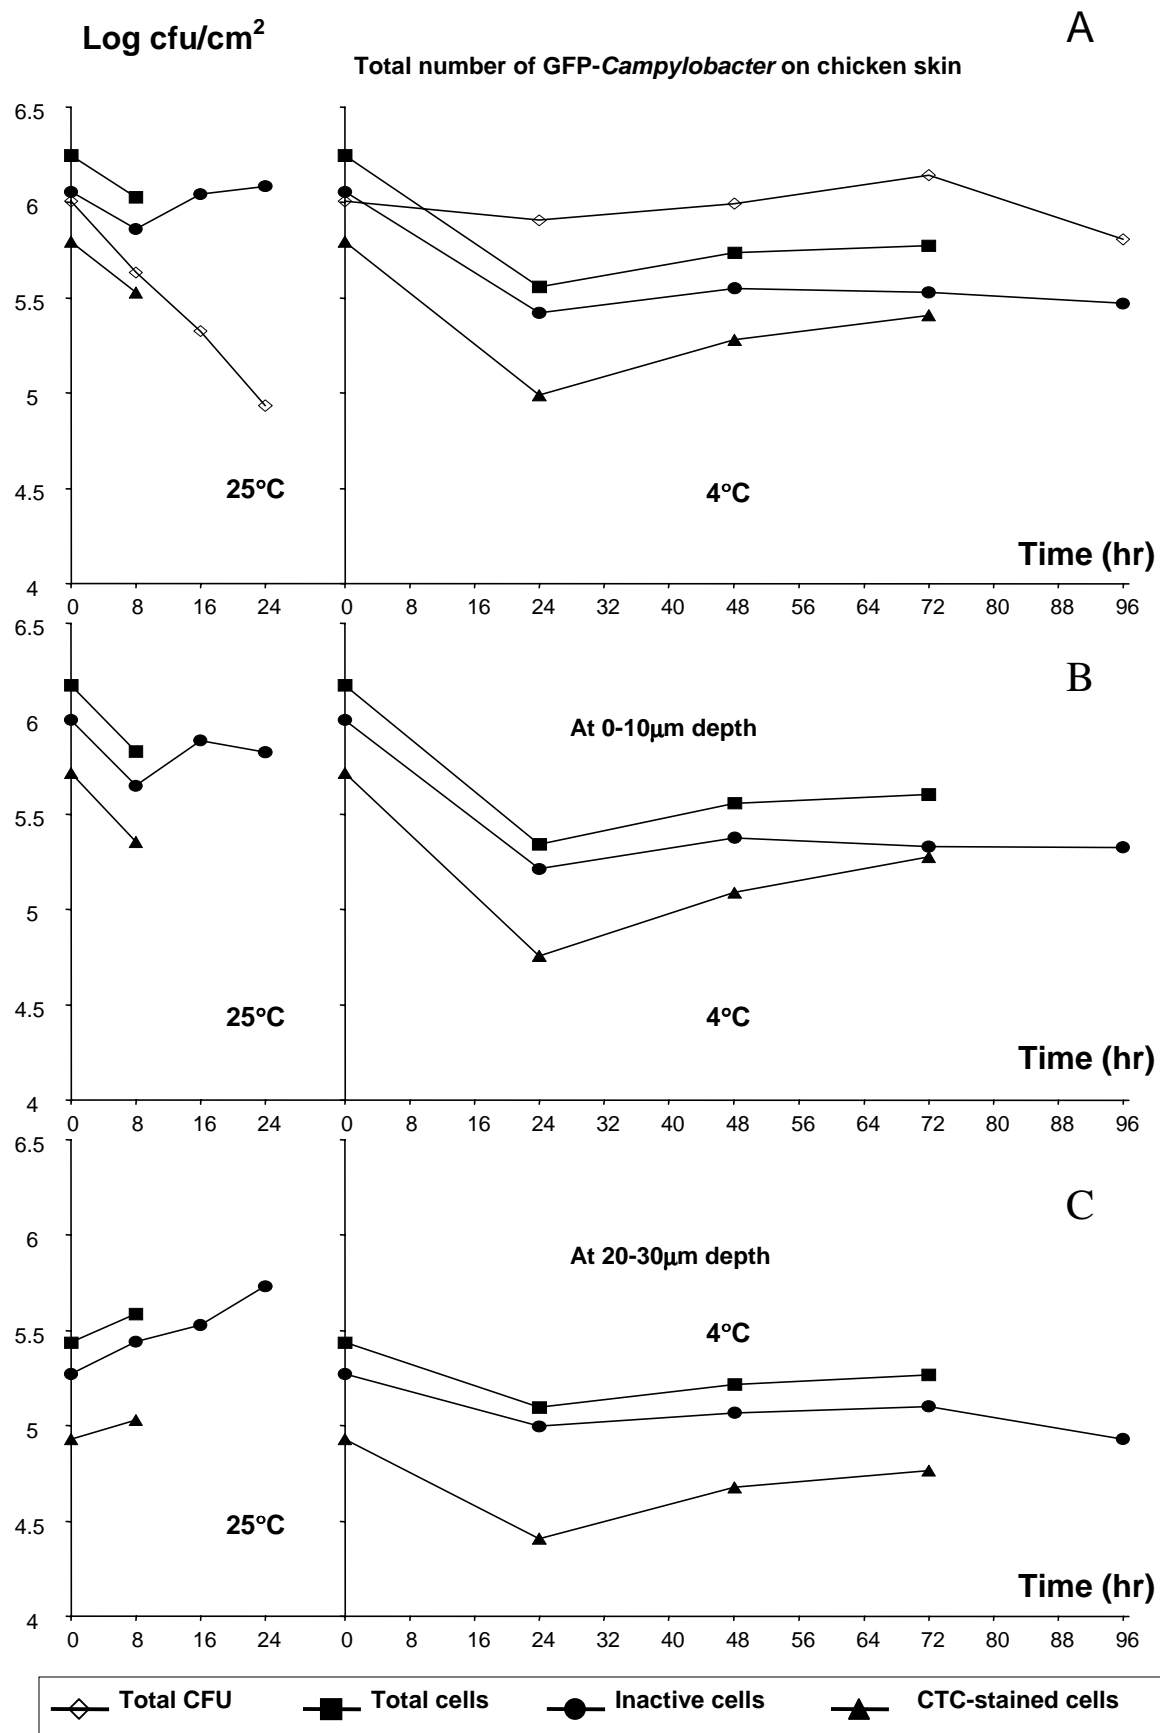 Log cfu/cm²
A
Total number of GFP-Campylobacter on chicken skin
6.5
6
5.5
5
4.5
4
25°C
4°C
Time (hr)
0 8 16 24 0 8 16 24 32 40 48 56 64 72 80 88 96
6.5
6
5.5
5
4.5
4
B
At 0-10μm depth
25°C
4°C
Time (hr)
0 8 16 24 0 8 16 24 32 40 48 56 64 72 80 88 96
6.5
6
5.5
5
4.5
4
C
At 20-30μm depth
4°C
25°C
Time (hr)
0 8 16 24 0 8 16 24 32 40 48 56 64 72 80 88 96
Total CFU Total cells Inactive cells CTC-stained cells